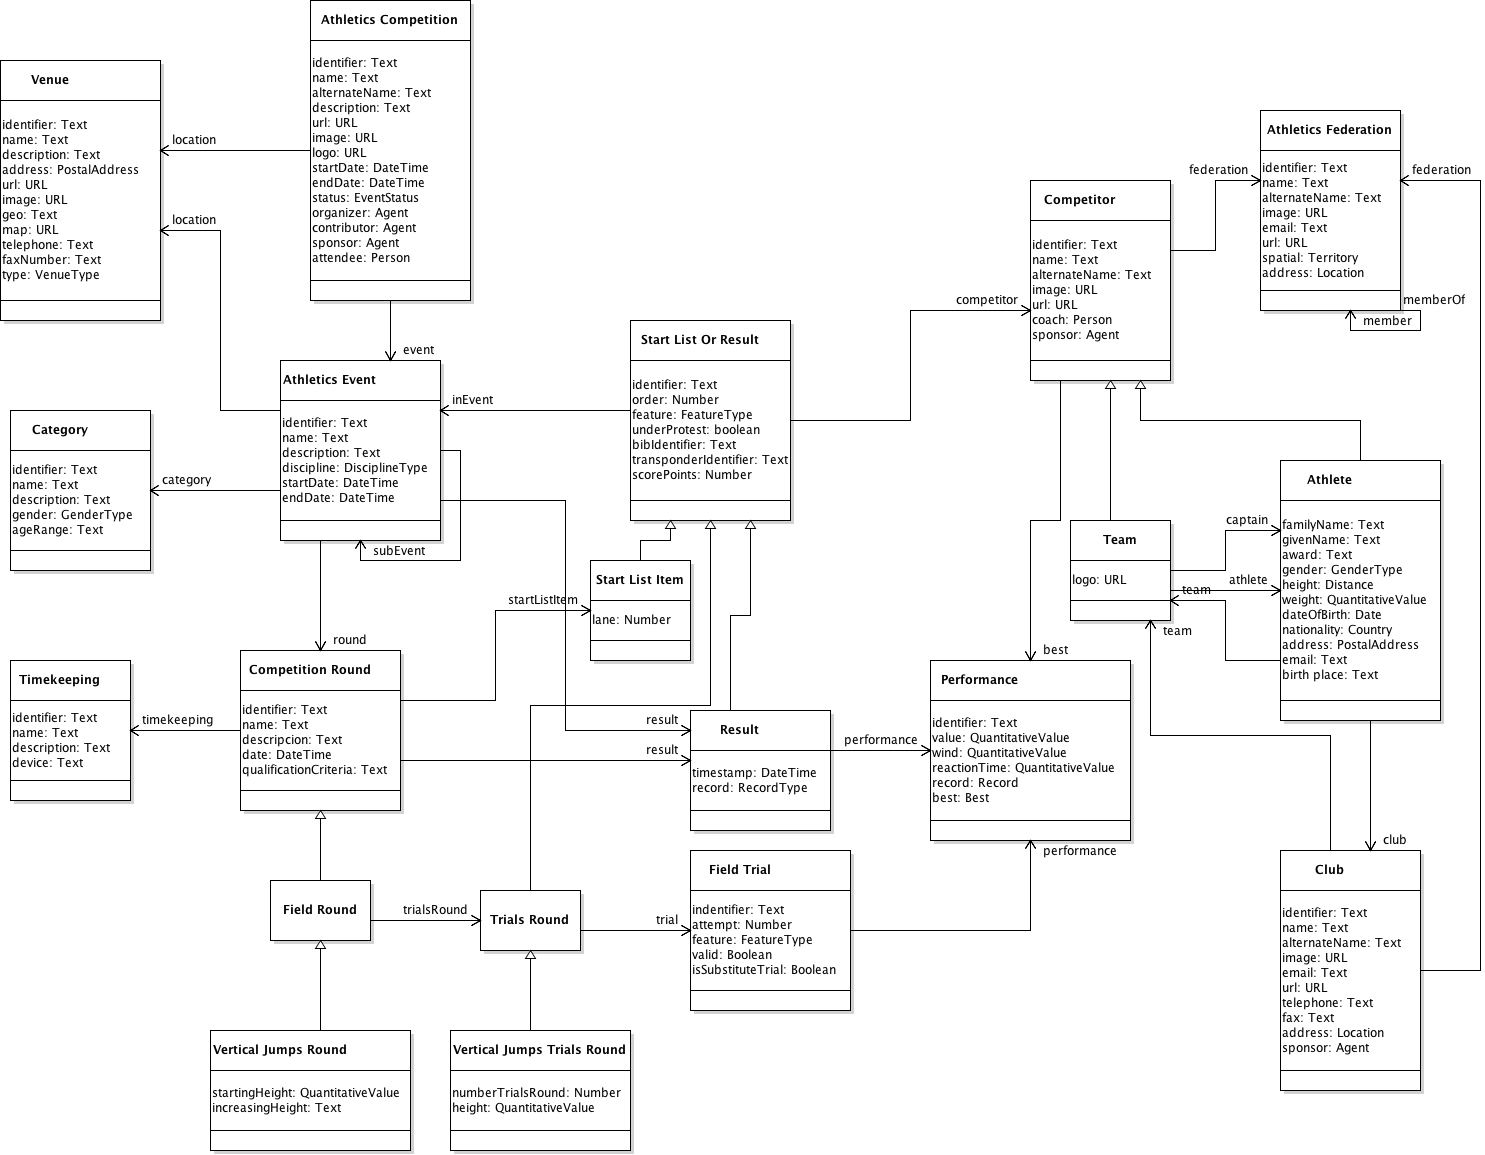 Athletics Competition
identifier: Text
name: Text
alternateName: Text
description: Text
url: URL
image: URL
logo: URL
startDate: DateTime
endDate: DateTime
status: EventStatus
organizer: Agent
contributor: Agent
sponsor: Agent
attendee: Person
Venue
identifier: Text
name: Text
description: Text
address: PostalAddress
url: URL
image: URL
geo: Text
map: URL
telephone: Text
faxNumber: Text
type: VenueType
location
location
event
Athletics Federation
identifier: Text
name: Text
alternateName: Text
image: URL
email: Text
url: URL
spatial: Territory
address: Location
federation
federation
memberOf
member
Competitor
identifier: Text
name: Text
alternateName: Text
image: URL
url: URL
coach: Person
sponsor: Agent
competitor
Start List Or Result
identifier: Text
order: Number
feature: FeatureType
underProtest: boolean
bibIdentifier: Text
transponderIdentifier: Text
scorePoints: Number
inEvent
Athletics Event
identifier: Text
name: Text
description: Text
discipline: DisciplineType
startDate: DateTime
endDate: DateTime
subEvent
Category
identifier: Text
name: Text
description: Text
gender: GenderType
ageRange: Text
category
Athlete
familyName: Text
givenName: Text
award: Text
gender: GenderType
height: Distance
weight: QuantitativeValue
dateOfBirth: Date
nationality: Country
address: PostalAddress
email: Text
birth place: Text
captain
athlete
team
Team
logo: URL
team
Start List Item
lane: Number
startListItem
round
Competition Round
identifier: Text
name: Text
descripcion: Text
date: DateTime
qualificationCriteria: Text
Timekeeping
identifier: Text
name: Text
description: Text
device: Text
timekeeping
result
result
Result
timestamp: DateTime
record: RecordType
performance
best
Performance
identifier: Text
value: QuantitativeValue
wind: QuantitativeValue
reactionTime: QuantitativeValue
record: Record
best: Best
performance
club
Club
identifier: Text
name: Text
alternateName: Text
image: URL
email: Text
url: URL
telephone: Text
fax: Text
address: Location
sponsor: Agent
Field Trial
indentifier: Text
attempt: Number
feature: FeatureType
valid: Boolean
isSubstituteTrial: Boolean
Field Round
trialsRound
Trials Round
trial
Vertical Jumps Round
startingHeight: QuantitativeValue
increasingHeight: Text
Vertical Jumps Trials Round
numberTrialsRound: Number
height: QuantitativeValue